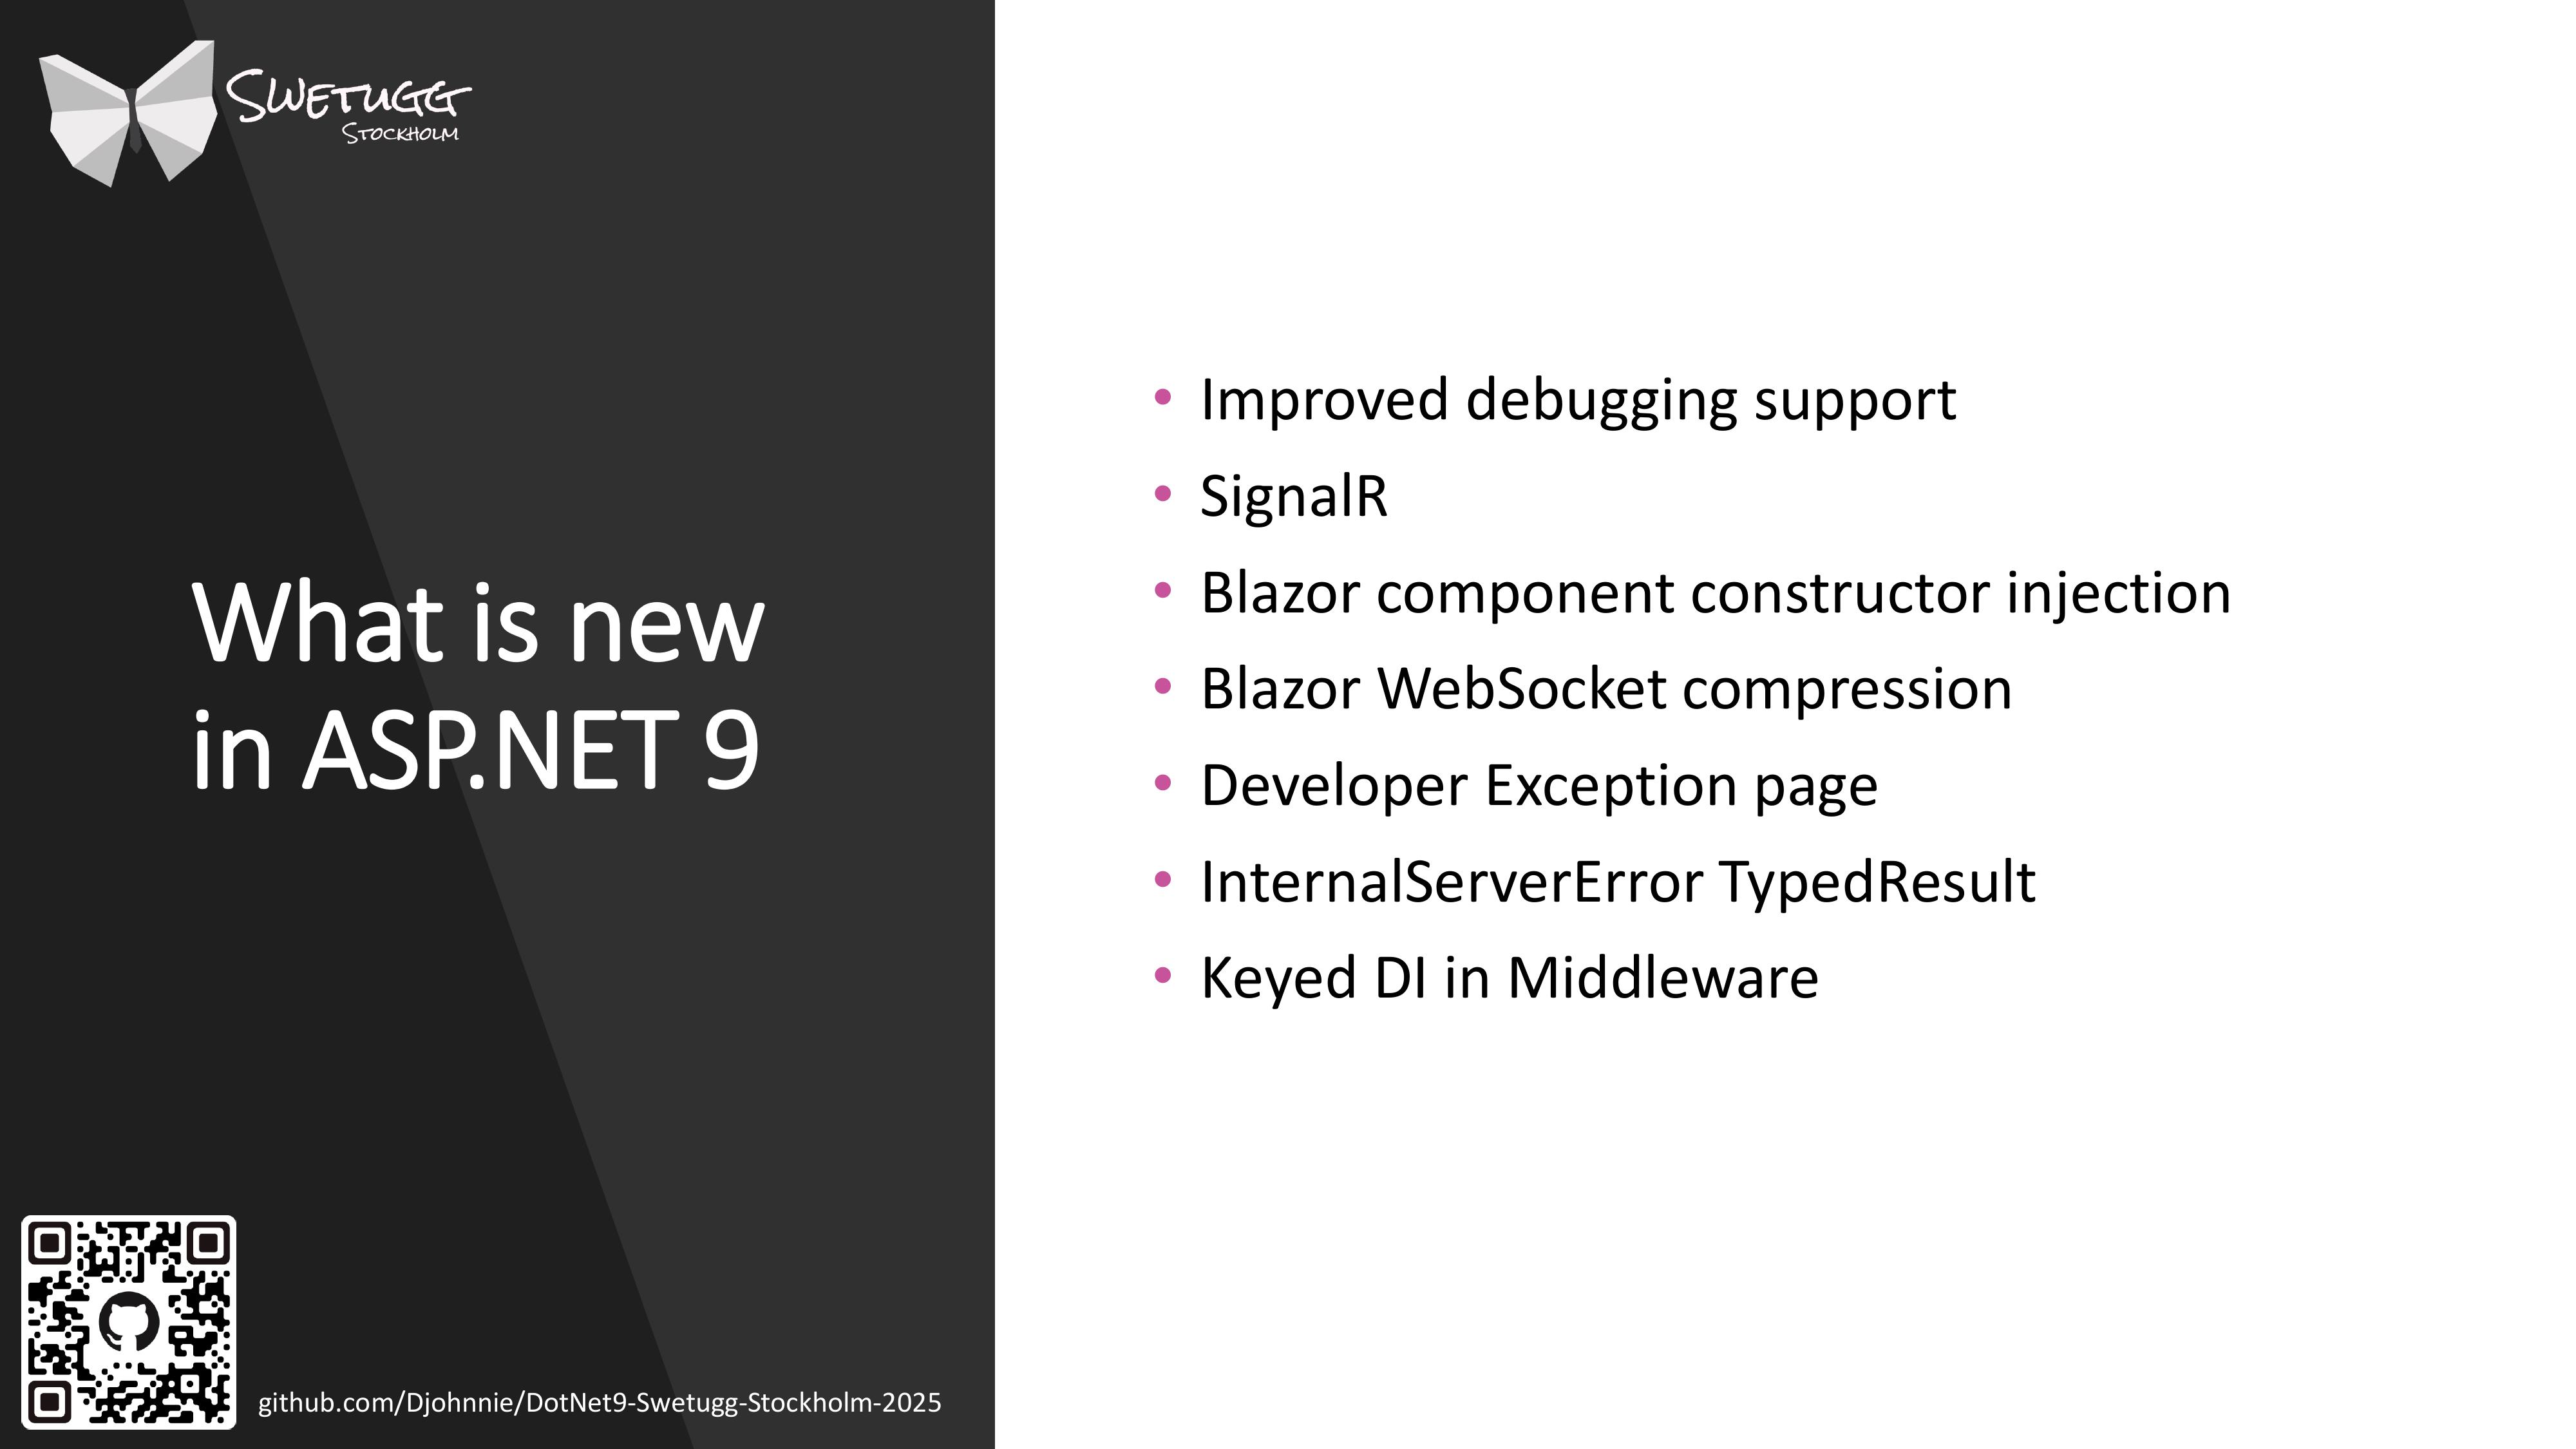 SWETUGG
STOCKHOLM
What is new
in ASP.NET 9
• Improved debugging support
• SignalR
• Blazor component constructor injection
• Blazor WebSocket compression
• Developer Exception page
• InternalServerError TypedResult
• Keyed DI in Middleware
github.com/Djohnnie/DotNet9-Swetugg-Stockholm-2025